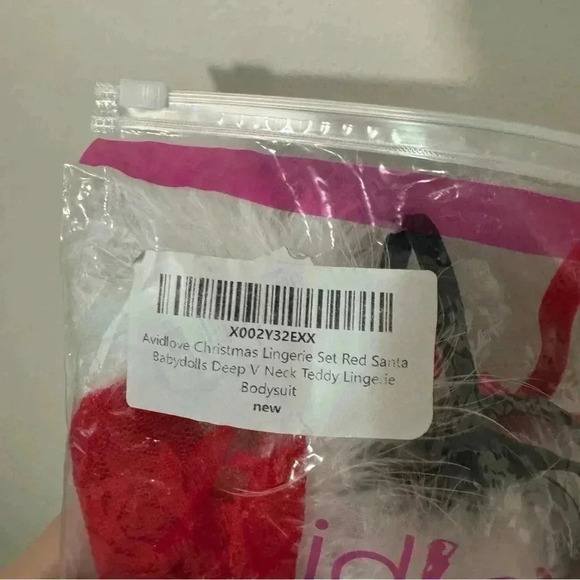 X002Y32EXX
Avidlove Christmas Lingerie Set Red Santa
Babydolls Deep V Neck Teddy Lingerie
Bodysuit
new